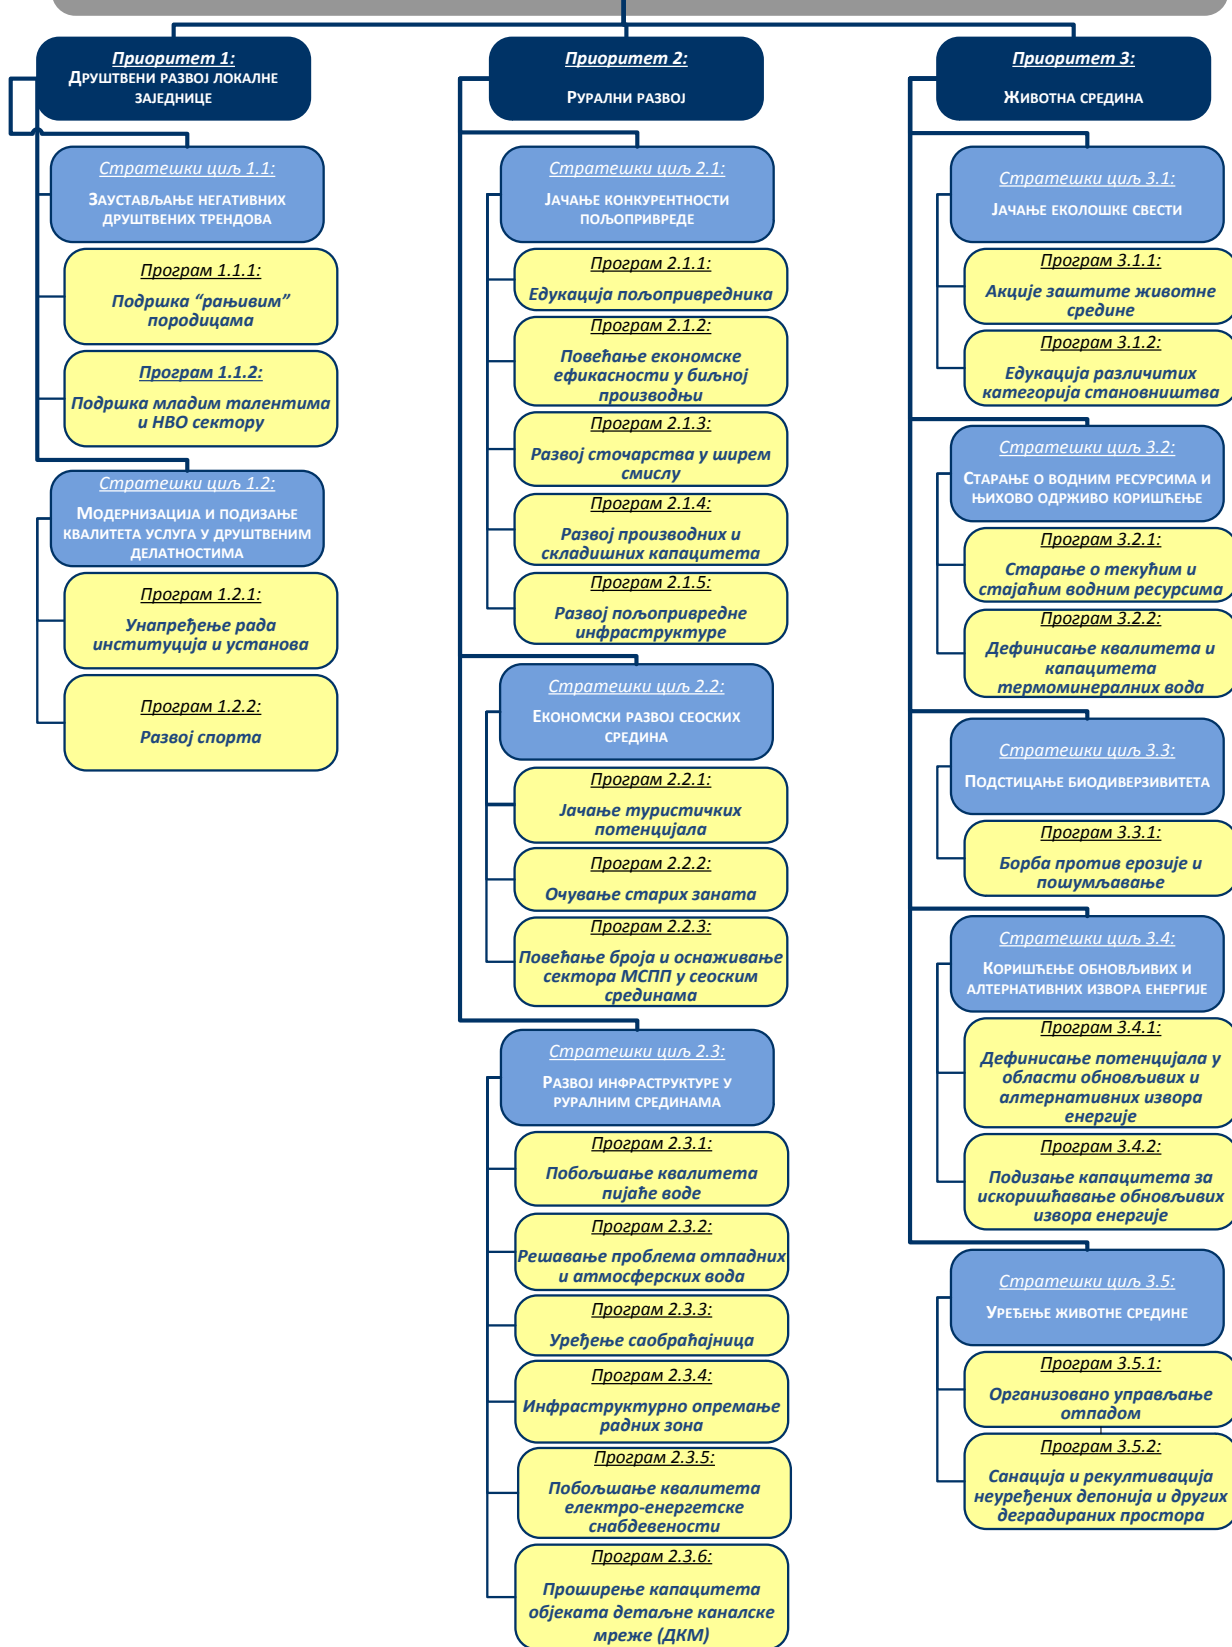 Приоритет 1:
Друштвени развој локалне
заједнице
Стратешки циљ 1.1:
Заустављање негативних
друштвених трендова
Програм 1.1.1:
Подршка “рањивим”
породицама
Програм 1.1.2:
Подршка младим талентима
и НВО сектору
Стратешки циљ 1.2:
Модернизација и подизање
квалитета услуга у друштвеним
делатностима
Програм 1.2.1:
Унапређење рада
институција и установа
Програм 1.2.2:
Развој спорта
Приоритет 2:
Рурални развој
Стратешки циљ 2.1:
Јачање конкурентности
пољопривреде
Програм 2.1.1:
Едукација пољопривредника
Програм 2.1.2:
Повећање економске
ефикасности у биљној
производњи
Програм 2.1.3:
Развој сточарства у ширем
смислу
Програм 2.1.4:
Развој производних и
складишних капацитета
Програм 2.1.5:
Развој пољопривредне
инфраструктуре
Стратешки циљ 2.2:
Економски развој сеоских
средина
Програм 2.2.1:
Јачање туристичких
потенцијала
Програм 2.2.2:
Очување старих заната
Програм 2.2.3:
Повећање броја и оснаживање
сектора МСПП у сеоским
срединама
Стратешки циљ 2.3:
Развој инфраструктуре у
руралним срединама
Програм 2.3.1:
Побољшање квалитета
пијаће воде
Програм 2.3.2:
Решавање проблема отпадних
и атмосферских вода
Програм 2.3.3:
Уређење саобраћајница
Програм 2.3.4:
Инфраструктурно опремање
радних зона
Програм 2.3.5:
Побољшање квалитета
електро-енергетске
снабдевености
Програм 2.3.6:
Проширење капацитета
објеката детаљне каналске
мреже (ДКМ)
Приоритет 3:
Животна средина
Стратешки циљ 3.1:
Јачање еколошке свести
Програм 3.1.1:
Акције заштите животне
средине
Програм 3.1.2:
Едукација различитих
категорија становништва
Стратешки циљ 3.2:
Старање о водним ресурсима и
њихово одрживо коришћење
Програм 3.2.1:
Старање о текућим и
стајаћим водним ресурсима
Програм 3.2.2:
Дефинисање квалитета и
капацитета
термоминералних вода
Стратешки циљ 3.3:
Подстицање биодиверзивитета
Програм 3.3.1:
Борба против ерозије и
пошумљавање
Стратешки циљ 3.4:
Коришћење обновљивих и
алтернативних извора енергије
Програм 3.4.1:
Дефинисање потенцијала у
области обновљивих и
алтернативних извора
енергије
Програм 3.4.2:
Подизање капацитета за
искоришћавање обновљивих
извора енергије
Стратешки циљ 3.5:
Уређење животне средине
Програм 3.5.1:
Организовано управљање
отпадом
Програм 3.5.2:
Санација и рекултивација
неуређених депонија и других
деградираних простора